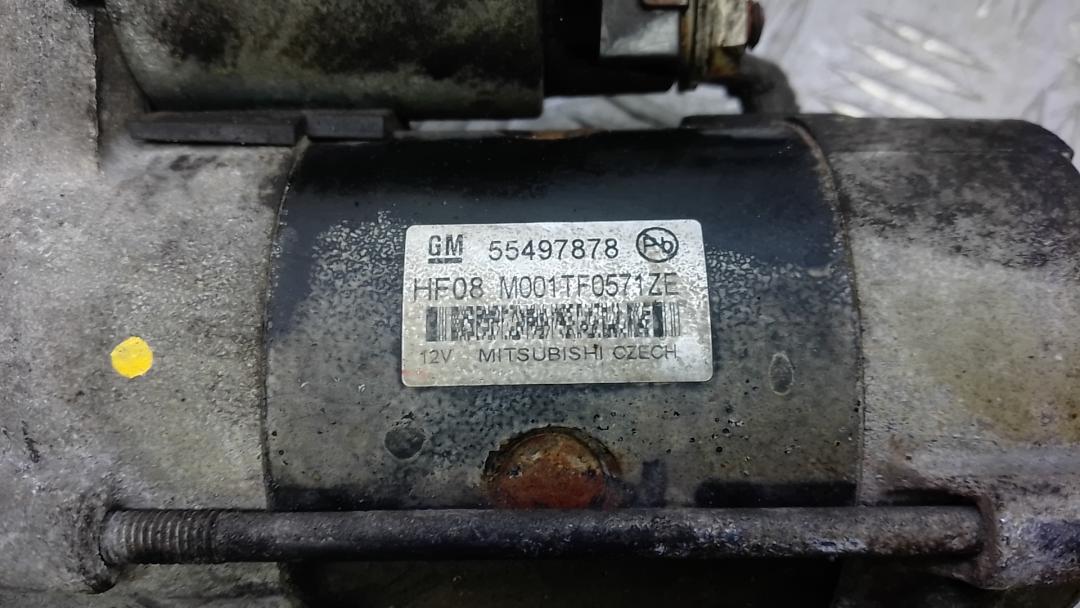 GM 55497878 Pb
HF08 M001TF0571ZE
12V MITSUBISHI CZECH